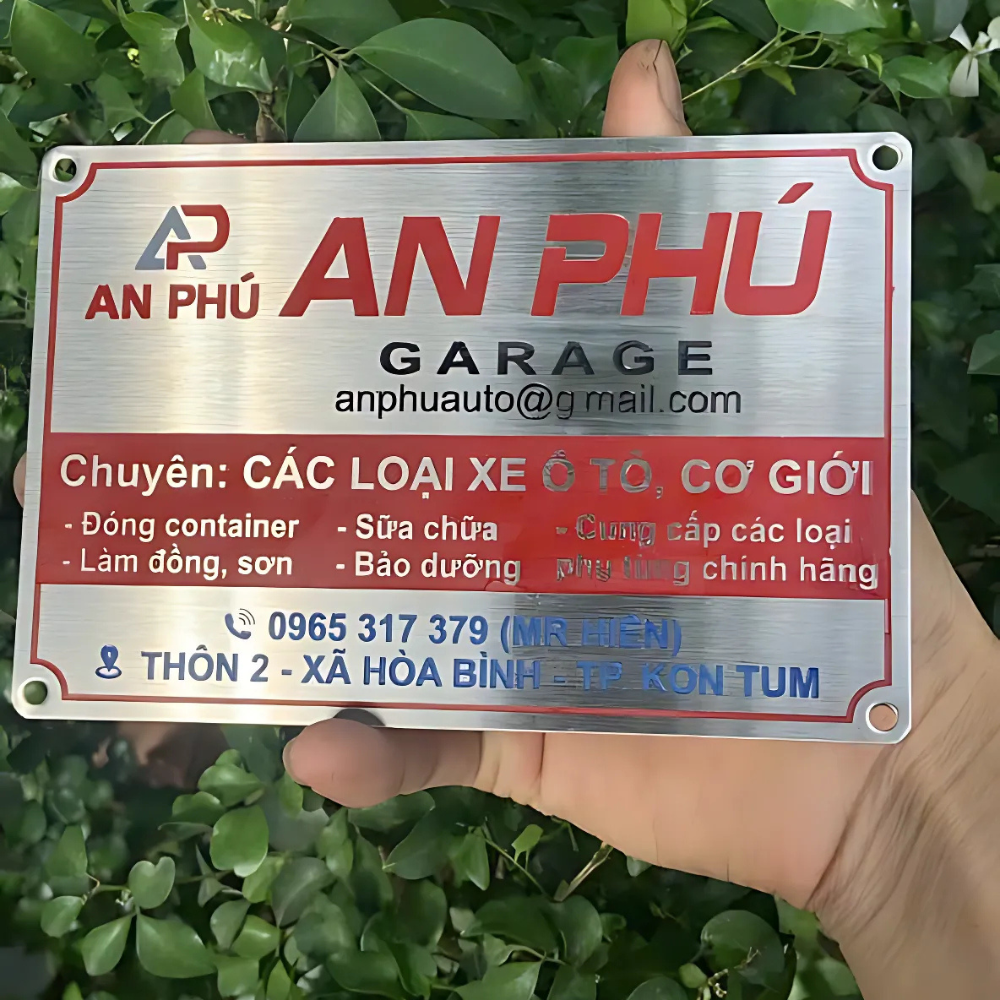 AP
AN PHÚ
AN PHÚ
GARAGE
anphuauto@gmail.com
Chuyên: CÁC LOẠI XE Ô TÔ, CƠ GIỚI
- Đóng container
- Làm đồng, sơn
- Sữa chữa
- Bảo dưỡng
- Cung cấp các loại
phụ tùng chính hãng
0965 317 379 (MR HIÊN)
THÔN 2 - XÃ HÒA BÌNH - TP KON TUM